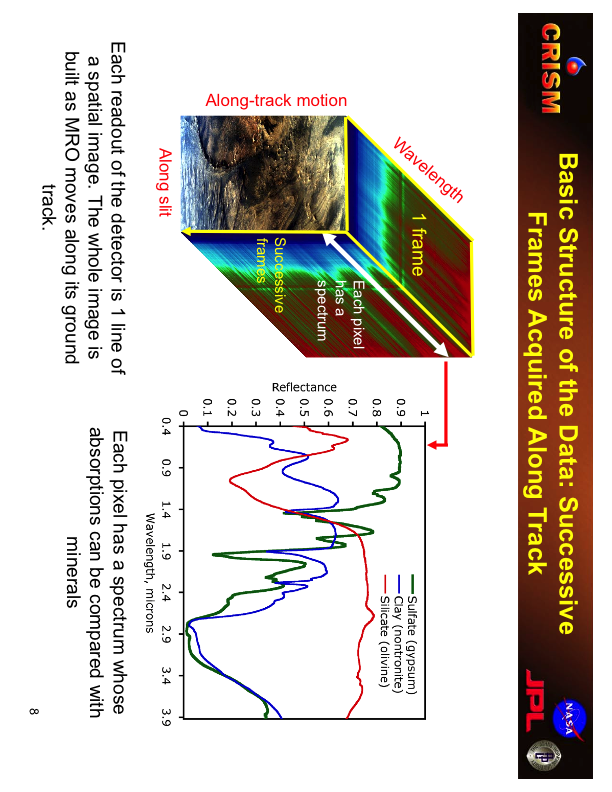 CRISM
Basic Structure of the Data: Successive
Frames Acquired Along Track
NASA
JPL
Along-track motion
Wavelength
Along slit
1 frame
Successive
frames
Each pixel
has a
spectrum
Reflectance
1
0.9
0.8
0.7
0.6
0.5
0.4
0.3
0.2
0.1
0
0.4 0.9 1.4 1.9 2.4 2.9 3.4 3.9
Wavelength, microns
Sulfate (gypsum)
Clay (nontronite)
Silicate (olivine)
Each readout of the detector is 1 line of
a spatial image. The whole image is
built as MRO moves along its ground
track.
Each pixel has a spectrum whose
absorptions can be compared with
minerals
8